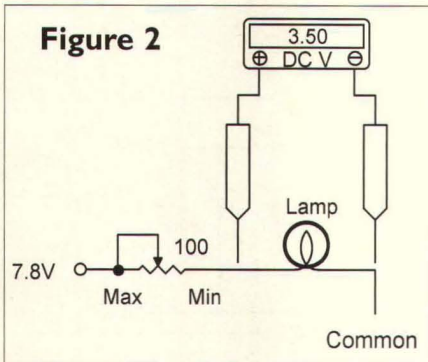 Figure 2
3.50
⊕ DC V ⊖
Lamp
100
7.8V
Max Min
Common